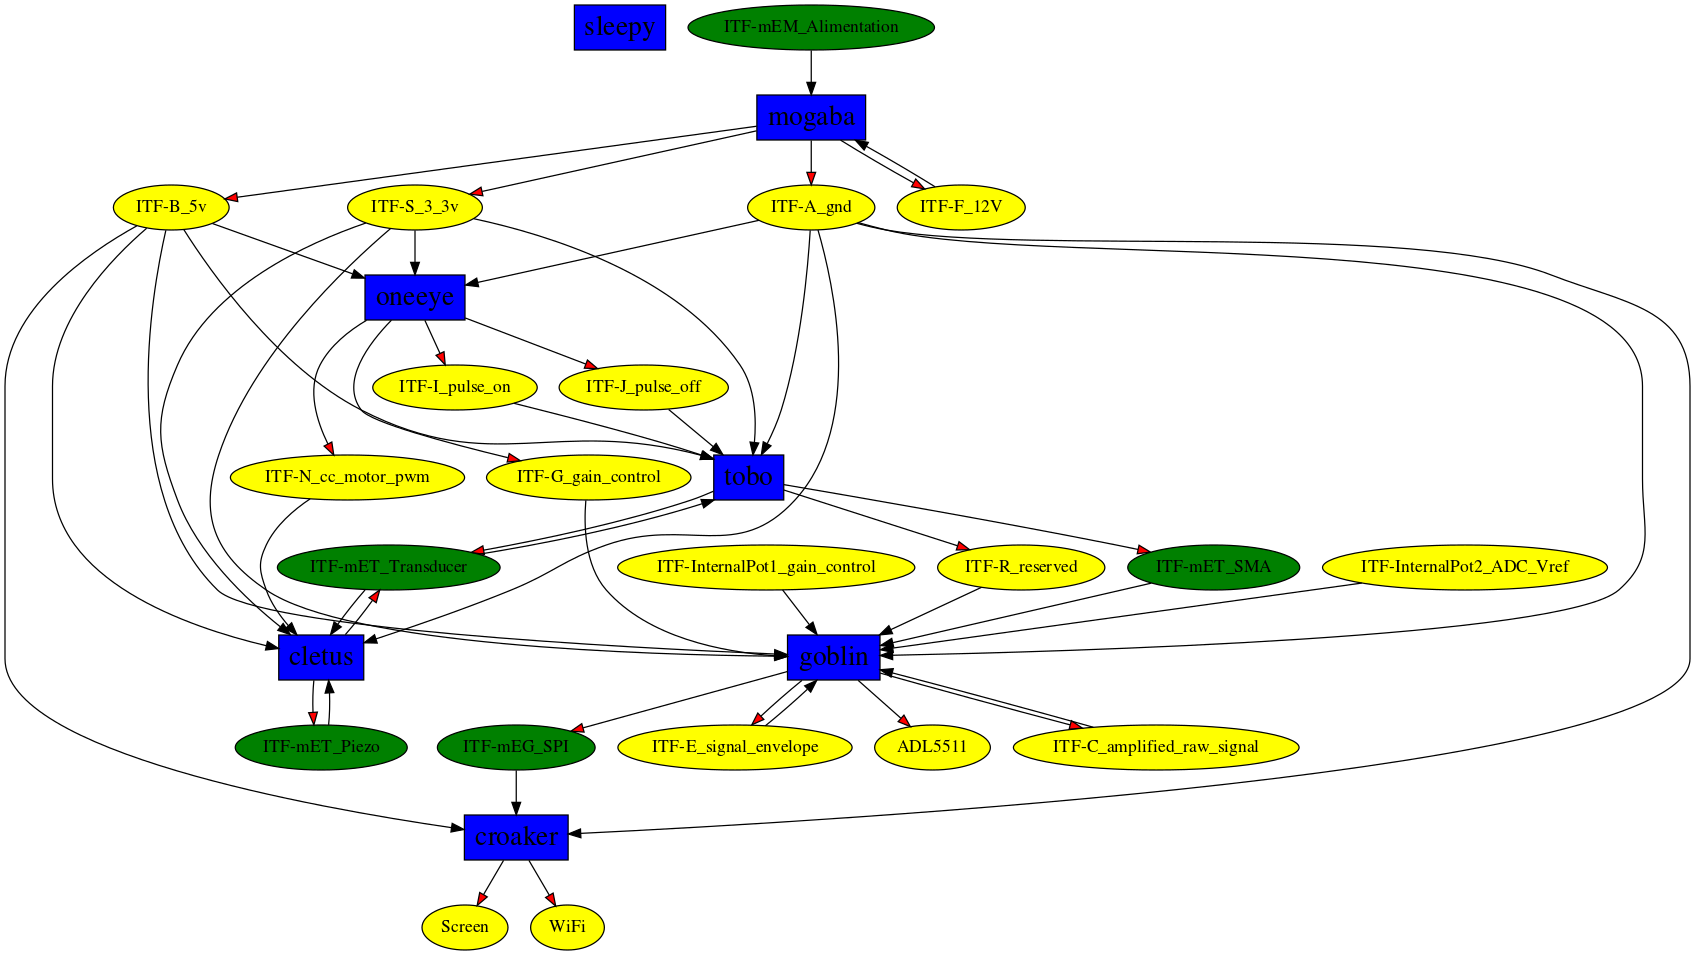 sleepy
ITF-mEM_Alimentation
mogaba
ITF-B_5v
ITF-S_3_3v
ITF-A_gnd
ITF-F_12V
oneeye
ITF-I_pulse_on
ITF-J_pulse_off
ITF-N_cc_motor_pwm
ITF-G_gain_control
tobo
ITF-mET_Transducer
ITF-InternalPot1_gain_control
ITF-R_reserved
ITF-mET_SMA
ITF-InternalPot2_ADC_Vref
cletus
goblin
ITF-mET_Piezo
ITF-mEG_SPI
ITF-E_signal_envelope
ADL5511
ITF-C_amplified_raw_signal
croaker
Screen
WiFi